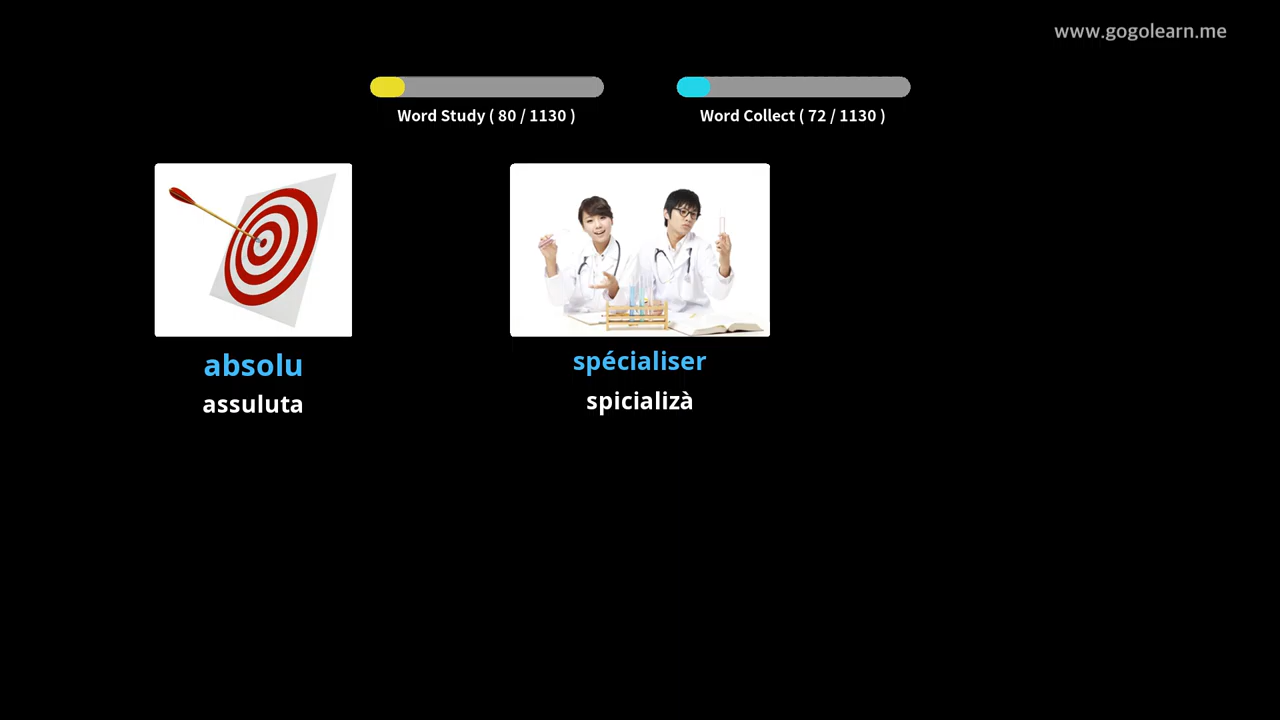 www.gogolearn.me
Word Study ( 80 / 1130 )
Word Collect ( 72 / 1130 )
absolu
assuluta
spécialiser
spicializà